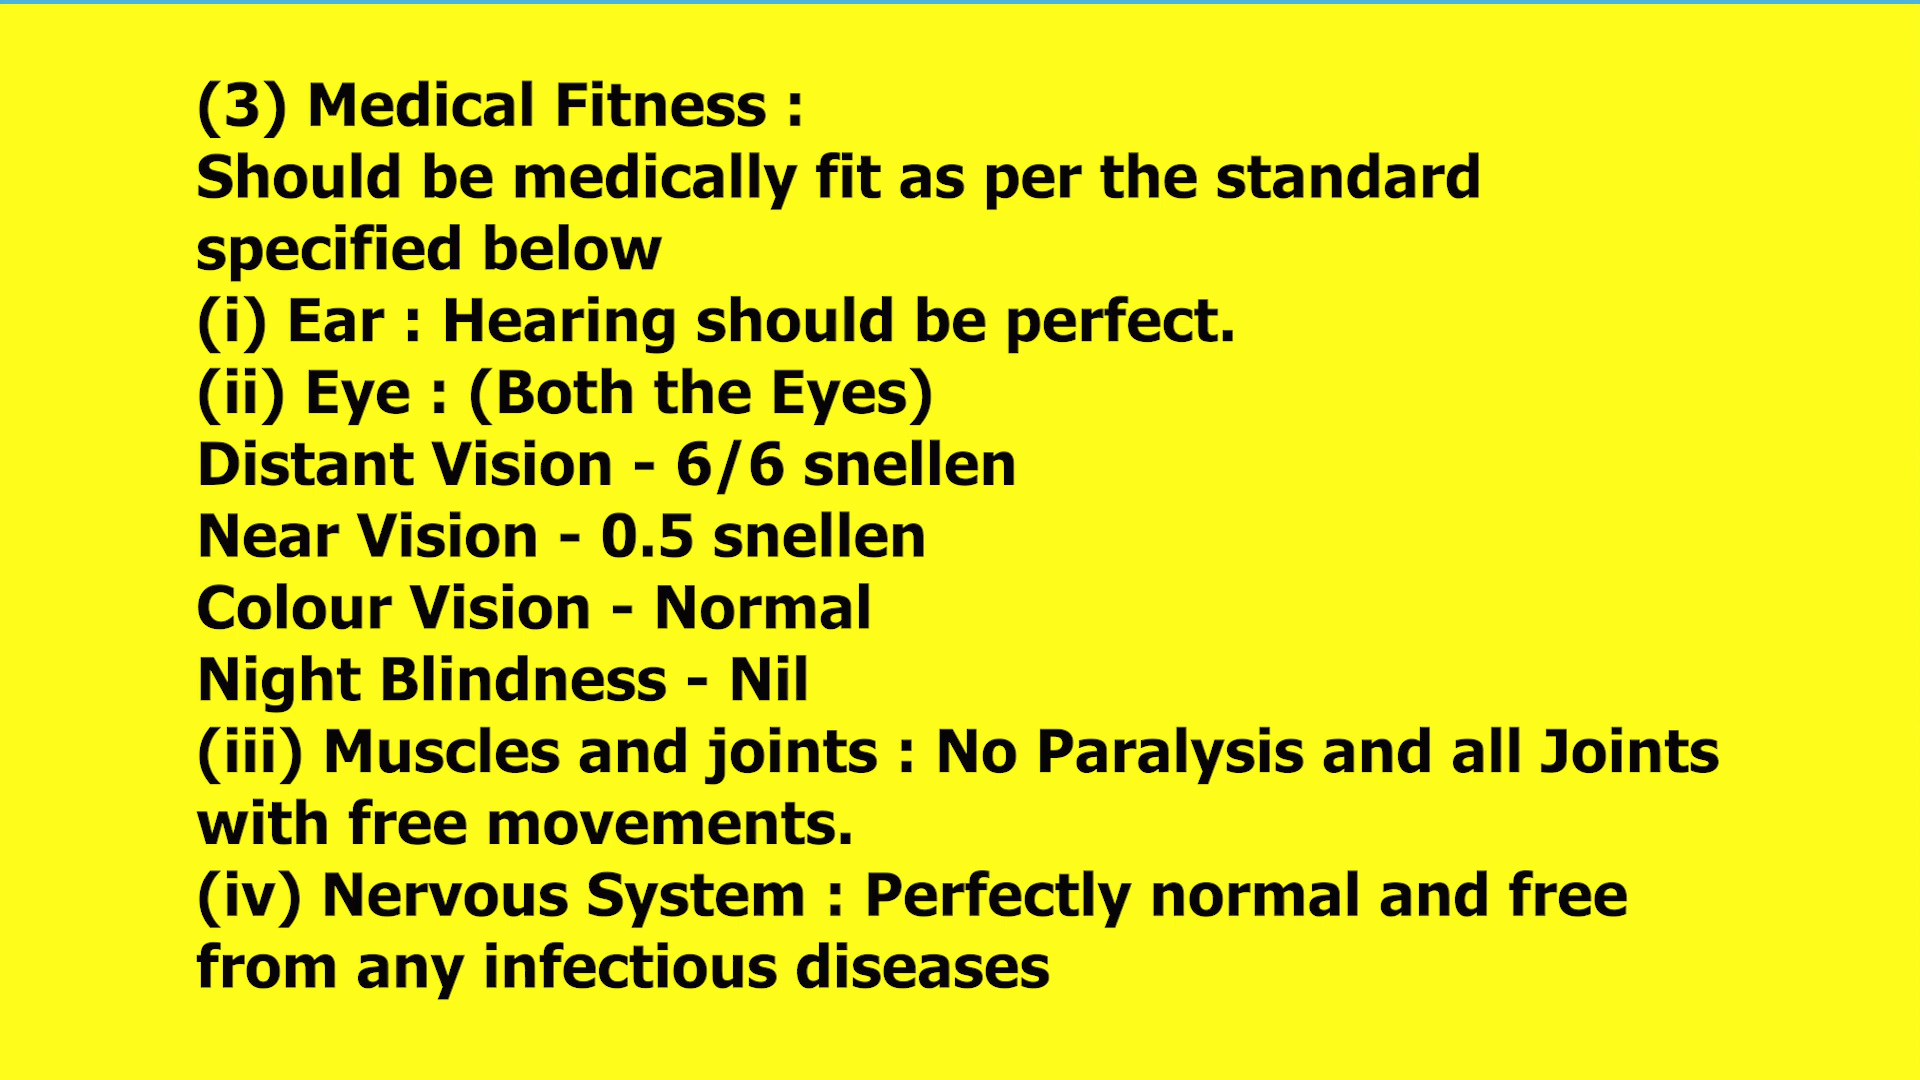 (3) Medical Fitness :
Should be medically fit as per the standard
specified below
(i) Ear : Hearing should be perfect.
(ii) Eye : (Both the Eyes)
Distant Vision - 6/6 snellen
Near Vision - 0.5 snellen
Colour Vision - Normal
Night Blindness - Nil
(iii) Muscles and joints : No Paralysis and all Joints
with free movements.
(iv) Nervous System : Perfectly normal and free
from any infectious diseases